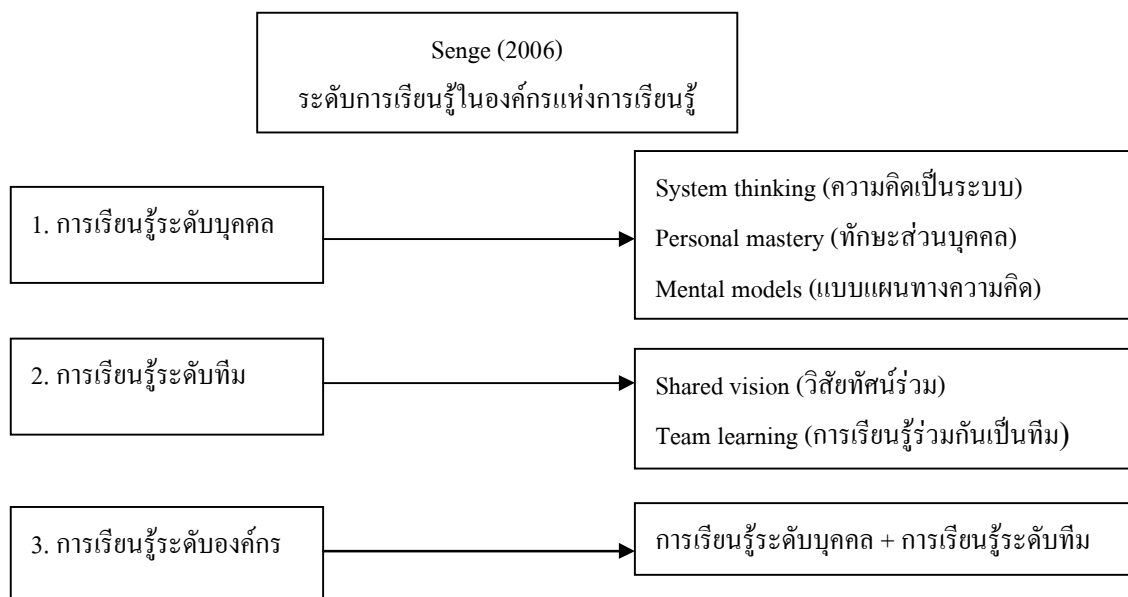 Senge (2006)
ระดับการเรียนรู้ในองค์กรแห่งการเรียนรู้
1. การเรียนรู้ระดับบุคคล
System thinking (ความคิดเป็นระบบ)
Personal mastery (ทักษะส่วนบุคคล)
Mental models (แบบแผนทางความคิด)
2. การเรียนรู้ระดับทีม
Shared vision (วิสัยทัศน์ร่วม)
Team learning (การเรียนรู้ร่วมกันเป็นทีม)
3. การเรียนรู้ระดับองค์กร
การเรียนรู้ระดับบุคคล + การเรียนรู้ระดับทีม